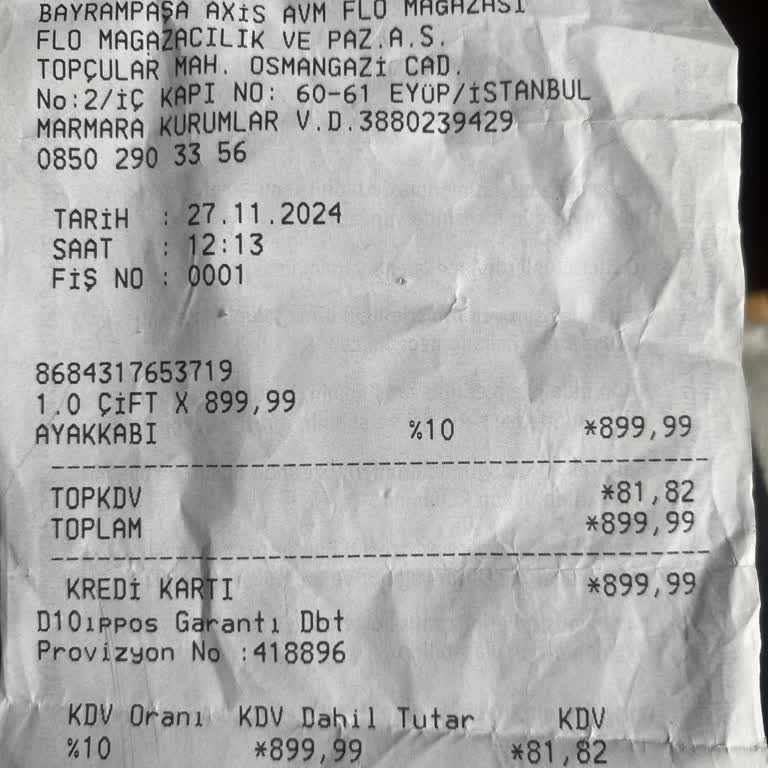 BAYRAMPAŞA AXİS AVM FLO MAGAZASI
FLO MAGAZACILIK VE PAZ.A.S.
TOPÇULAR MAH. OSMANGAZİ CAD.
No:2/İÇ KAPI NO: 60-61 EYÜP/İSTANBUL
MARMARA KURUMLAR V.D.3880239429
0850 290 33 56
TARİH : 27.11.2024
SAAT : 12:13
FİŞ NO : 0001
8684317653719
1.0 ÇİFT X 899,99
AYAKKABI %10 *899,99
TOPKDV *81,82
TOPLAM *899,99
KREDİ KARTI *899,99
D10ıppos Garantı Dbt
Provizyon No :418896
KDV Oranı KDV Dahil Tutar KDV
%10 *899,99 *81,82